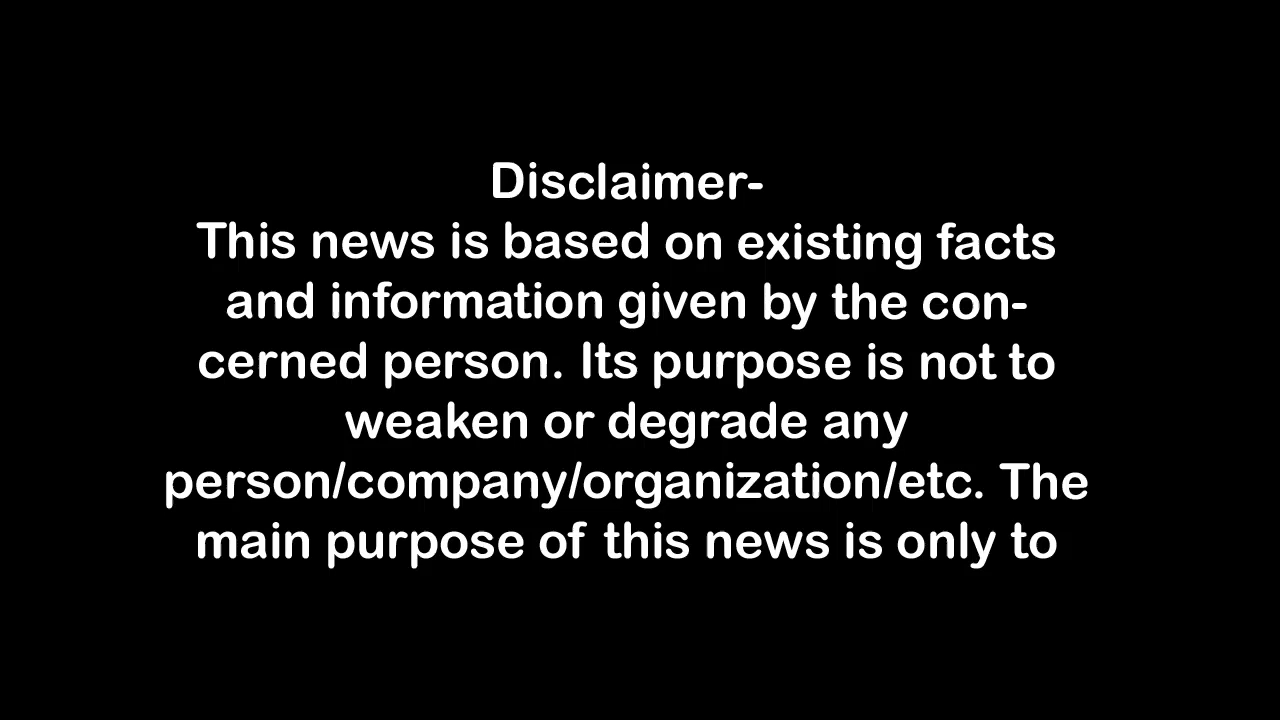 Disclaimer-
This news is based on existing facts
and information given by the con-
cerned person. Its purpose is not to
weaken or degrade any
person/company/organization/etc. The
main purpose of this news is only to